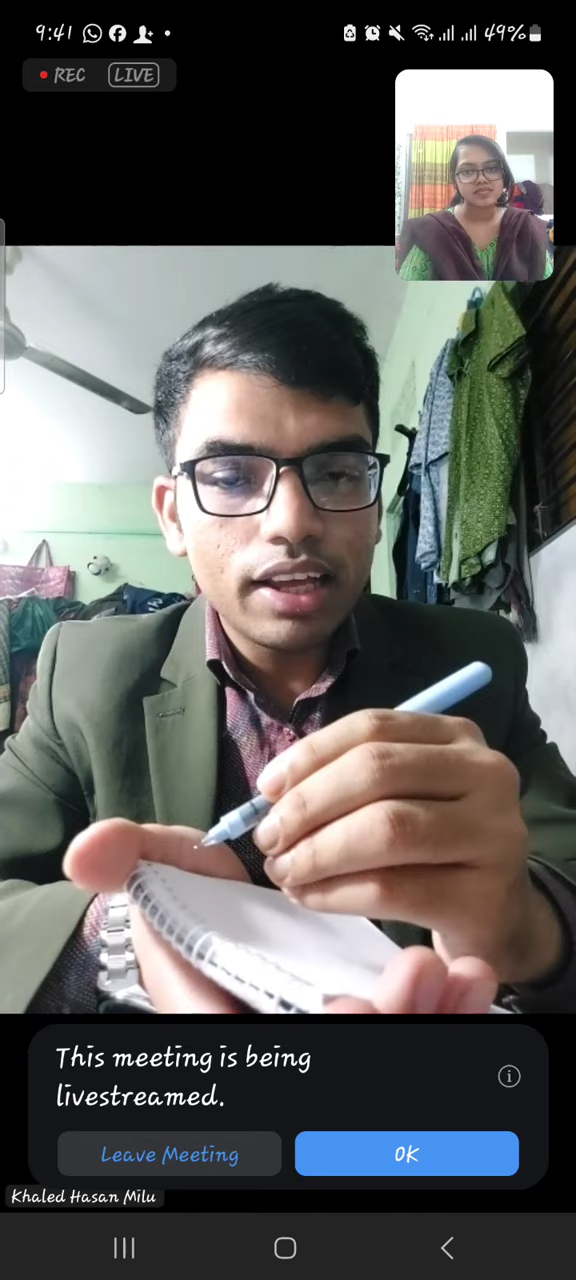 9:41 49%
REC LIVE
This meeting is being
livestreamed.
Leave Meeting OK
Khaled Hasan Milu